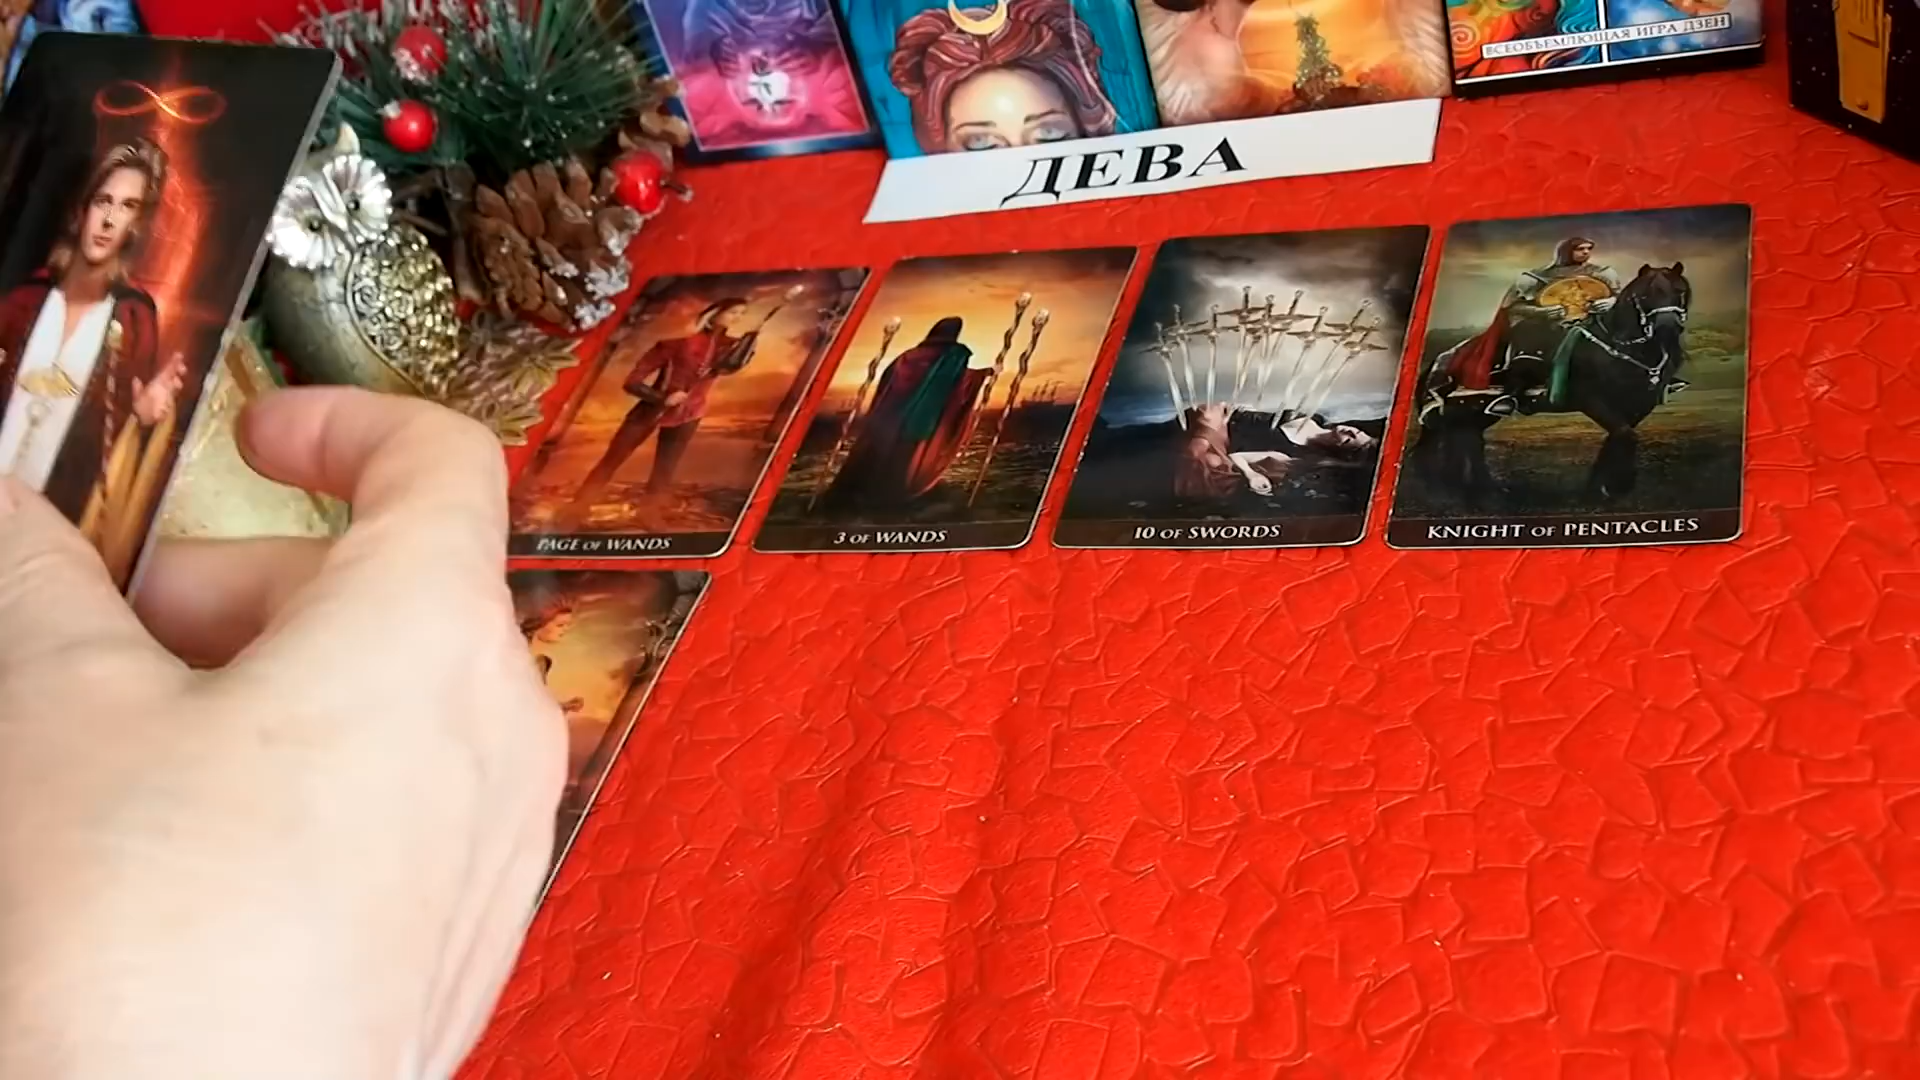 ВСЕОБЪЕМЛЮЩАЯ ИГРА ДЗЕН
ДЕВА
PAGE OF WANDS
3 OF WANDS
10 OF SWORDS
KNIGHT OF PENTACLES